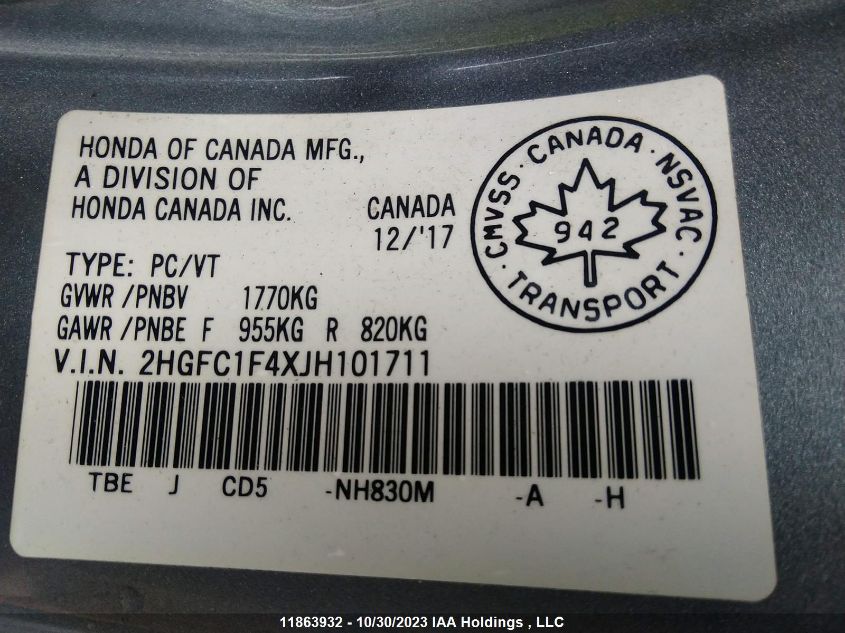 HONDA OF CANADA MFG.,
A DIVISION OF
HONDA CANADA INC. CANADA
12/'17
CMVSS · CANADA · NSVAC · TRANSPORT ·
942
TYPE: PC/VT
GVWR /PNBV 1770KG
GAWR /PNBE F 955KG R 820KG
V.I.N. 2HGFC1F4XJH101711
TBE J CD5 -NH830M -A -H
11863932 - 10/30/2023 IAA Holdings , LLC